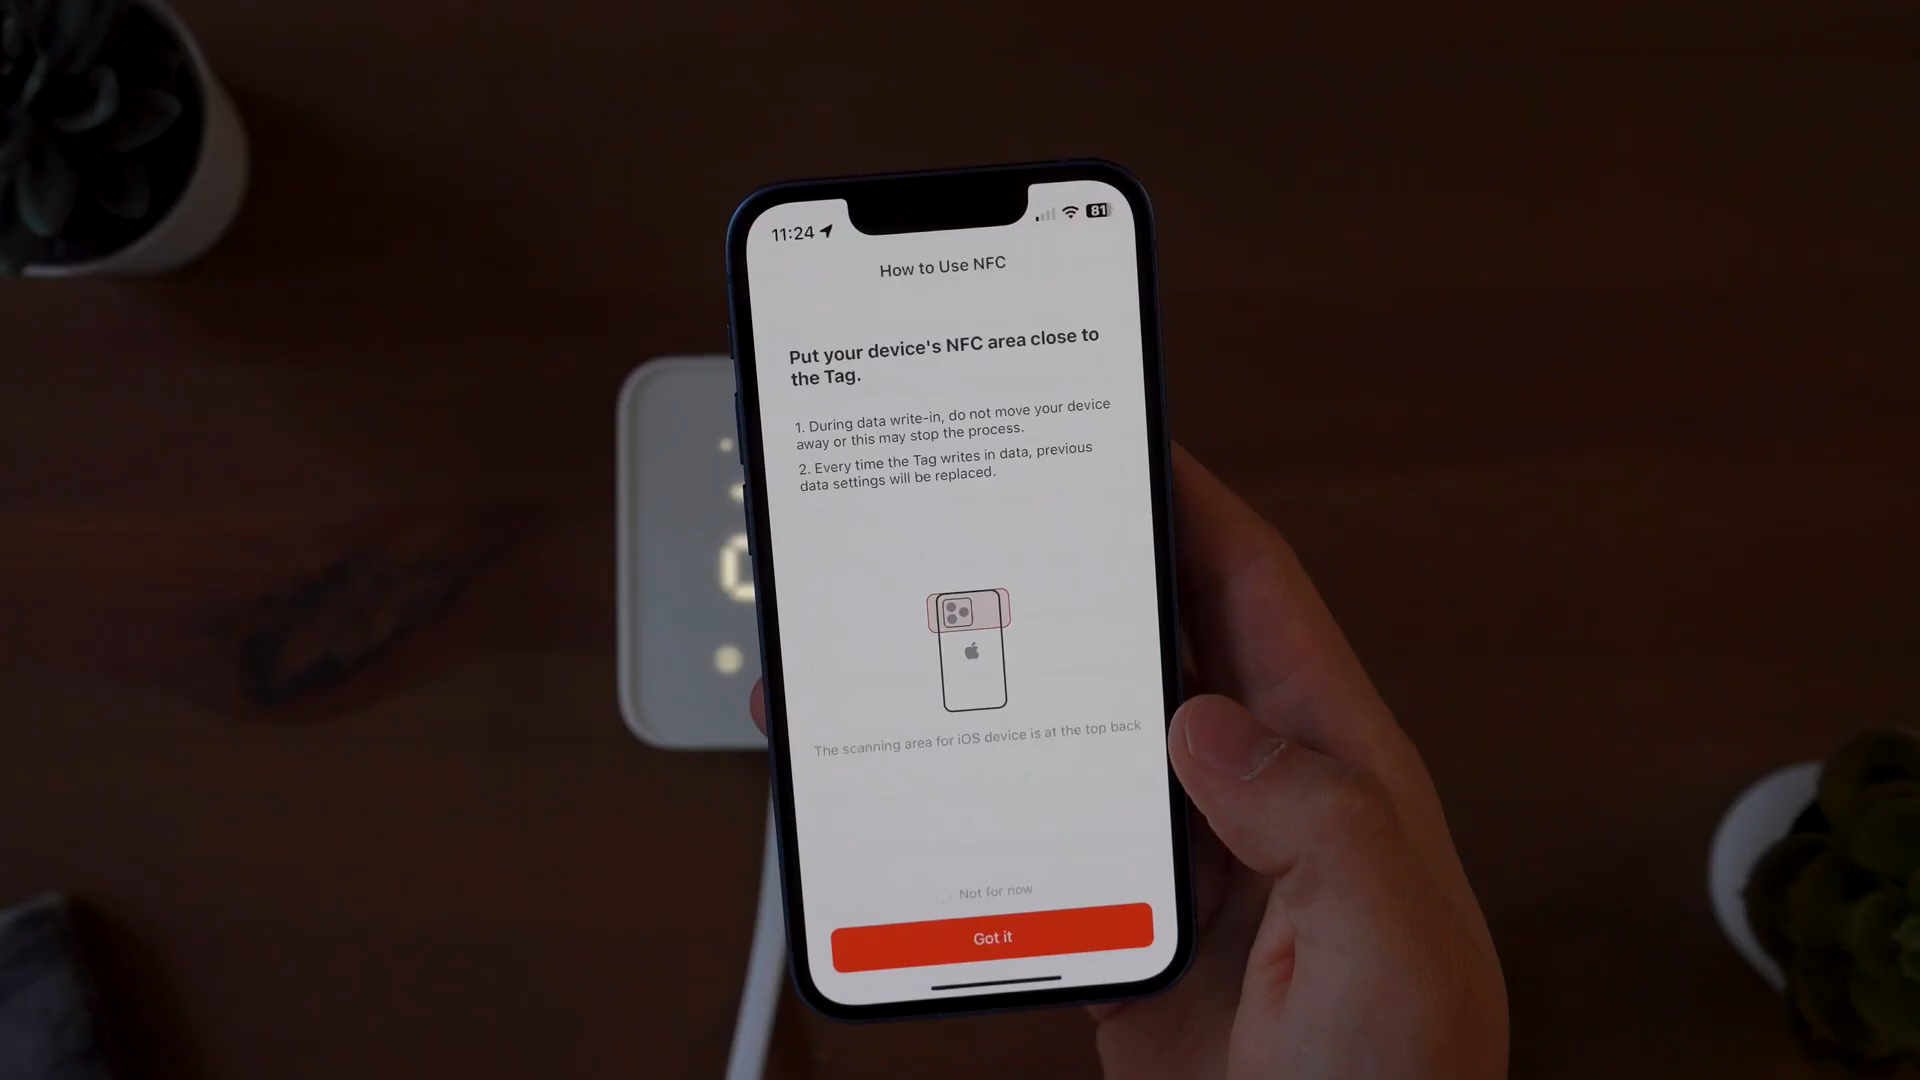 11:24
81
How to Use NFC
Put your device's NFC area close to
the Tag.
1. During data write-in, do not move your device
away or this may stop the process.
2. Every time the Tag writes in data, previous
data settings will be replaced.
The scanning area for iOS device is at the top back
Not for now
Got it